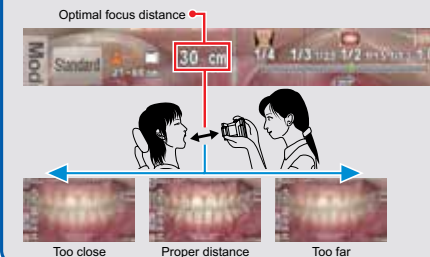 Optimal focus distance
Mod
Standard
30 cm
1/4 1/3 1/2
Too close Proper distance Too far